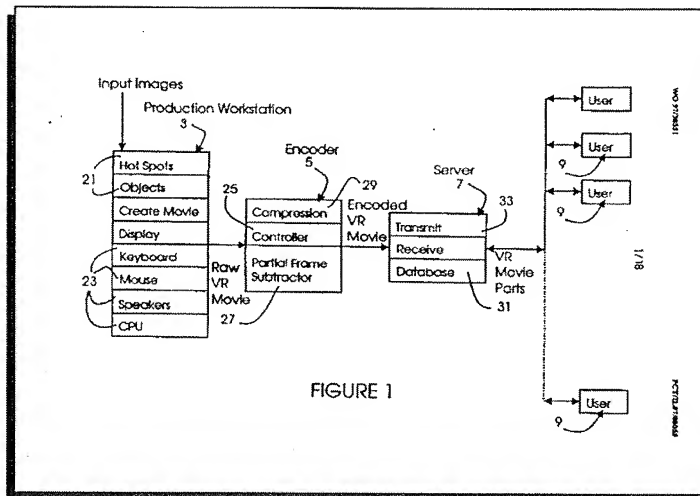 Input Images
Production Workstation
3
Hot Spots
21
Objects
Create Movie
Display
Keyboard
23
Mouse
Speakers
CPU
Raw
VR
Movie
Encoder
5
29
25
Compression
Controller
Partial Frame
Subtractor
27
Encoded
VR
Movie
Server
7
33
Transmit
Receive
Database
31
VR
Movie
Parts
User
User
9
User
9
User
9
FIGURE 1
1/18